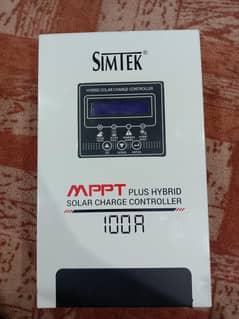 SIMTEK®
HYBRID SOLAR CHARGE CONTROLLER
MPPT PLUS HYBRID
SOLAR CHARGE CONTROLLER
100A